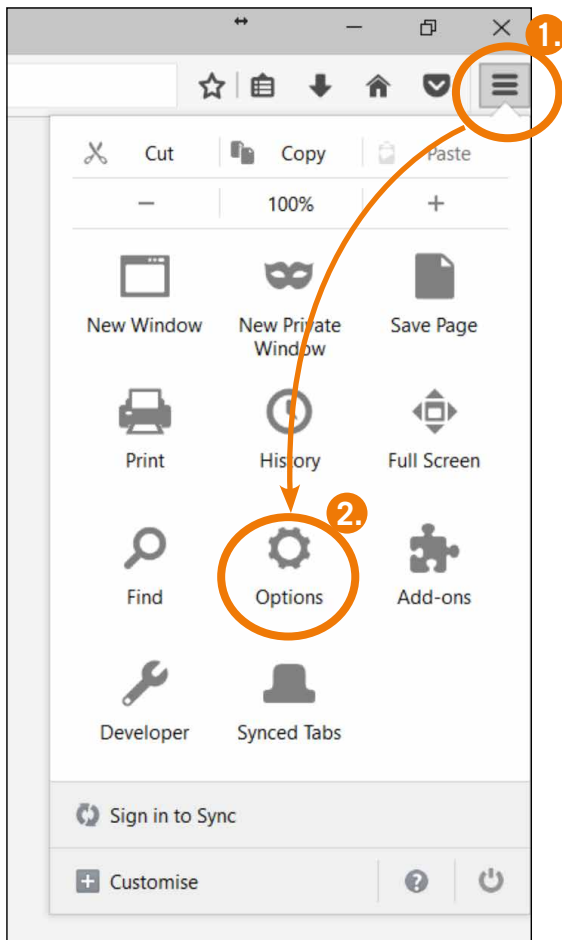 1.
Cut Copy Paste
− 100% +
New Window New Private Window Save Page
Print History Full Screen
2.
Find Options Add-ons
Developer Synced Tabs
Sign in to Sync
Customise